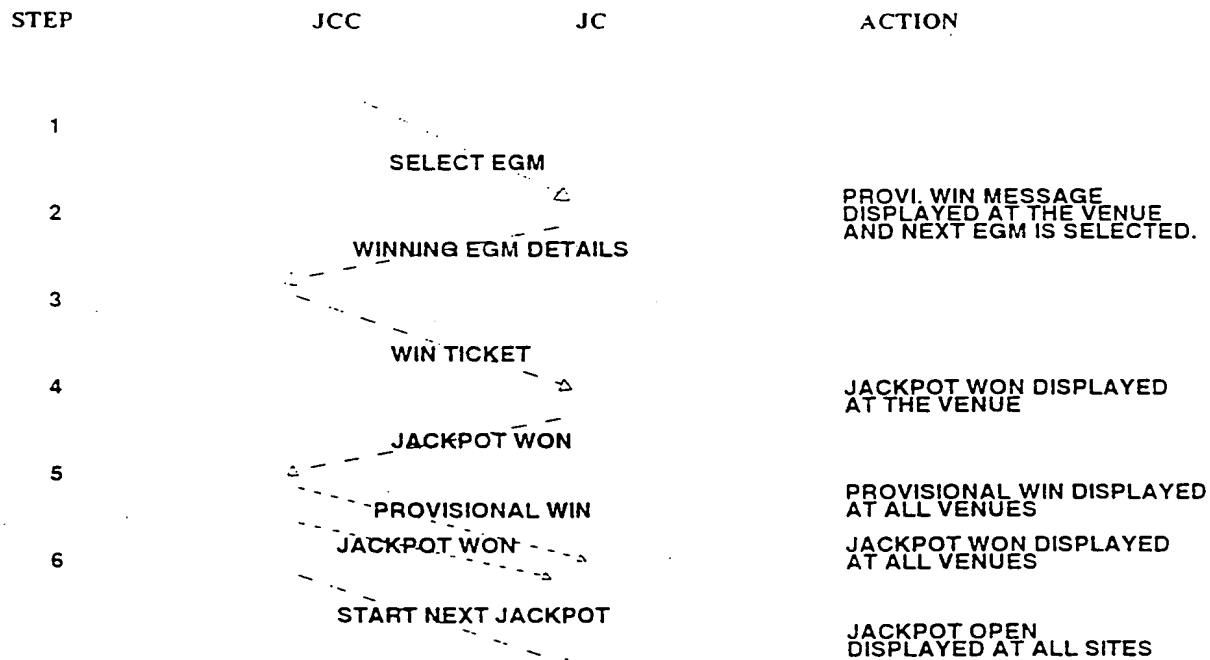 STEP JCC JC ACTION
1
SELECT EGM
PROVI. WIN MESSAGE
2
DISPLAYED AT THE VENUE
AND NEXT EGM IS SELECTED.
WINNING EGM DETAILS
3
WIN TICKET
4
JACKPOT WON DISPLAYED
AT THE VENUE
JACKPOT WON
5
PROVISIONAL WIN DISPLAYED
AT ALL VENUES
PROVISIONAL WIN
JACKPOT WON
JACKPOT WON DISPLAYED
AT ALL VENUES
6
START NEXT JACKPOT
JACKPOT OPEN
DISPLAYED AT ALL SITES